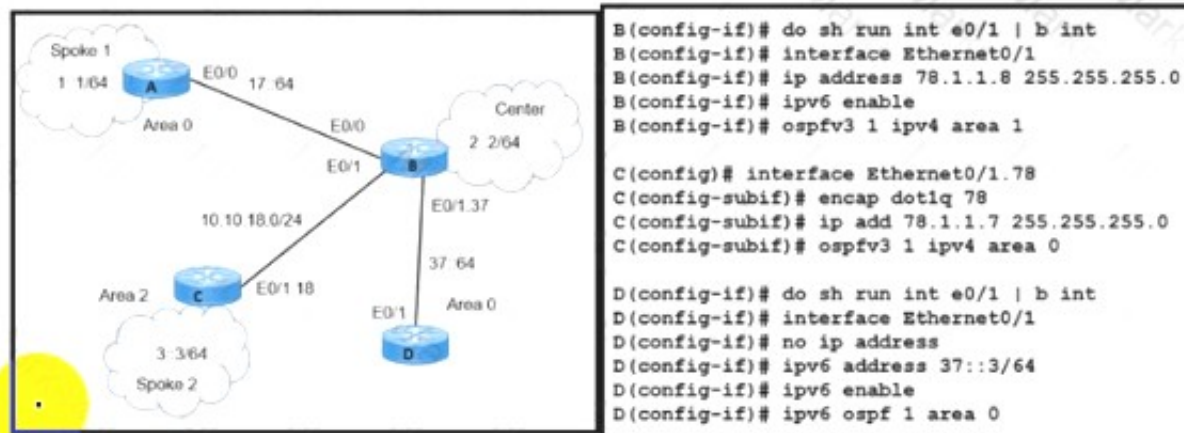 Spoke 1
1 1/64
A
E0/0
17 :64
Area 0
E0/0
Center
2 2/64
B
E0/1
E0/1.37
10.10.18.0/24
37 :64
Area 2
C
E0/1 18
Area 0
E0/1
D
3 :3/64
Spoke 2
B(config-if)# do sh run int e0/1 | b int
B(config-if)# interface Ethernet0/1
B(config-if)# ip address 78.1.1.8 255.255.255.0
B(config-if)# ipv6 enable
B(config-if)# ospfv3 1 ipv4 area 1
C(config)# interface Ethernet0/1.78
C(config-subif)# encap dot1q 78
C(config-subif)# ip add 78.1.1.7 255.255.255.0
C(config-subif)# ospfv3 1 ipv4 area 0
D(config-if)# do sh run int e0/1 | b int
D(config-if)# interface Ethernet0/1
D(config-if)# no ip address
D(config-if)# ipv6 address 37::3/64
D(config-if)# ipv6 enable
D(config-if)# ipv6 ospf 1 area 0